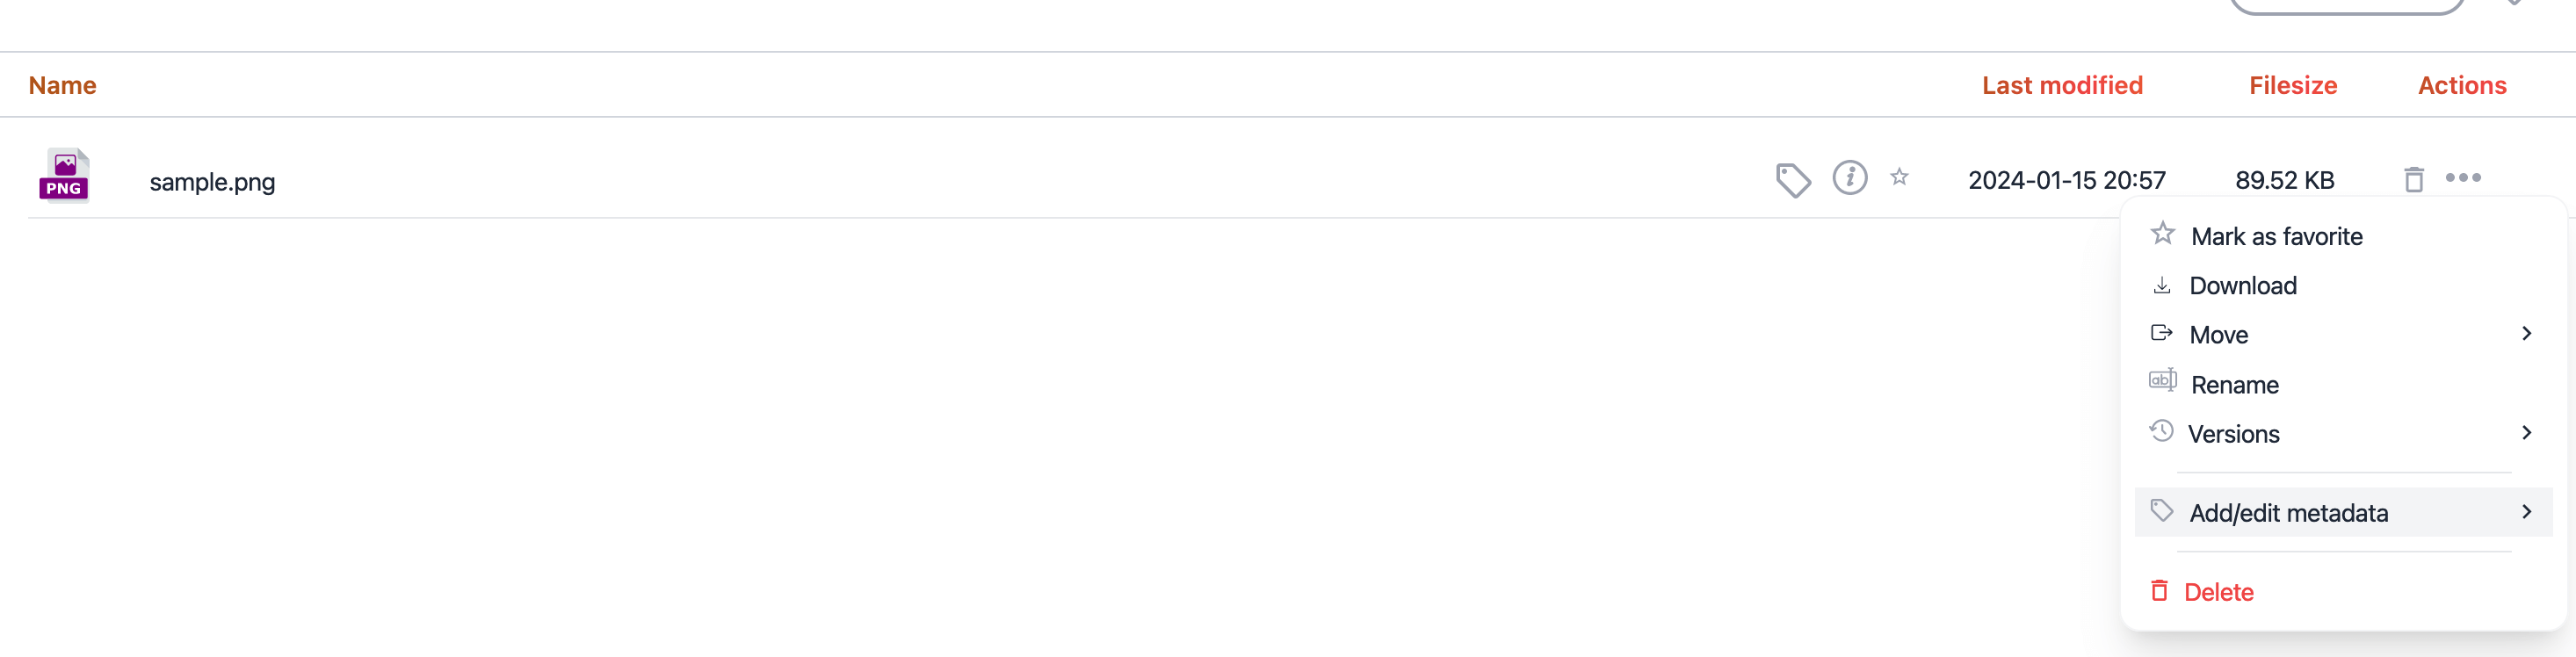 Name Last modified Filesize Actions
PNG sample.png 2024-01-15 20:57 89.52 KB
Mark as favorite
Download
Move
Rename
Versions
Add/edit metadata
Delete